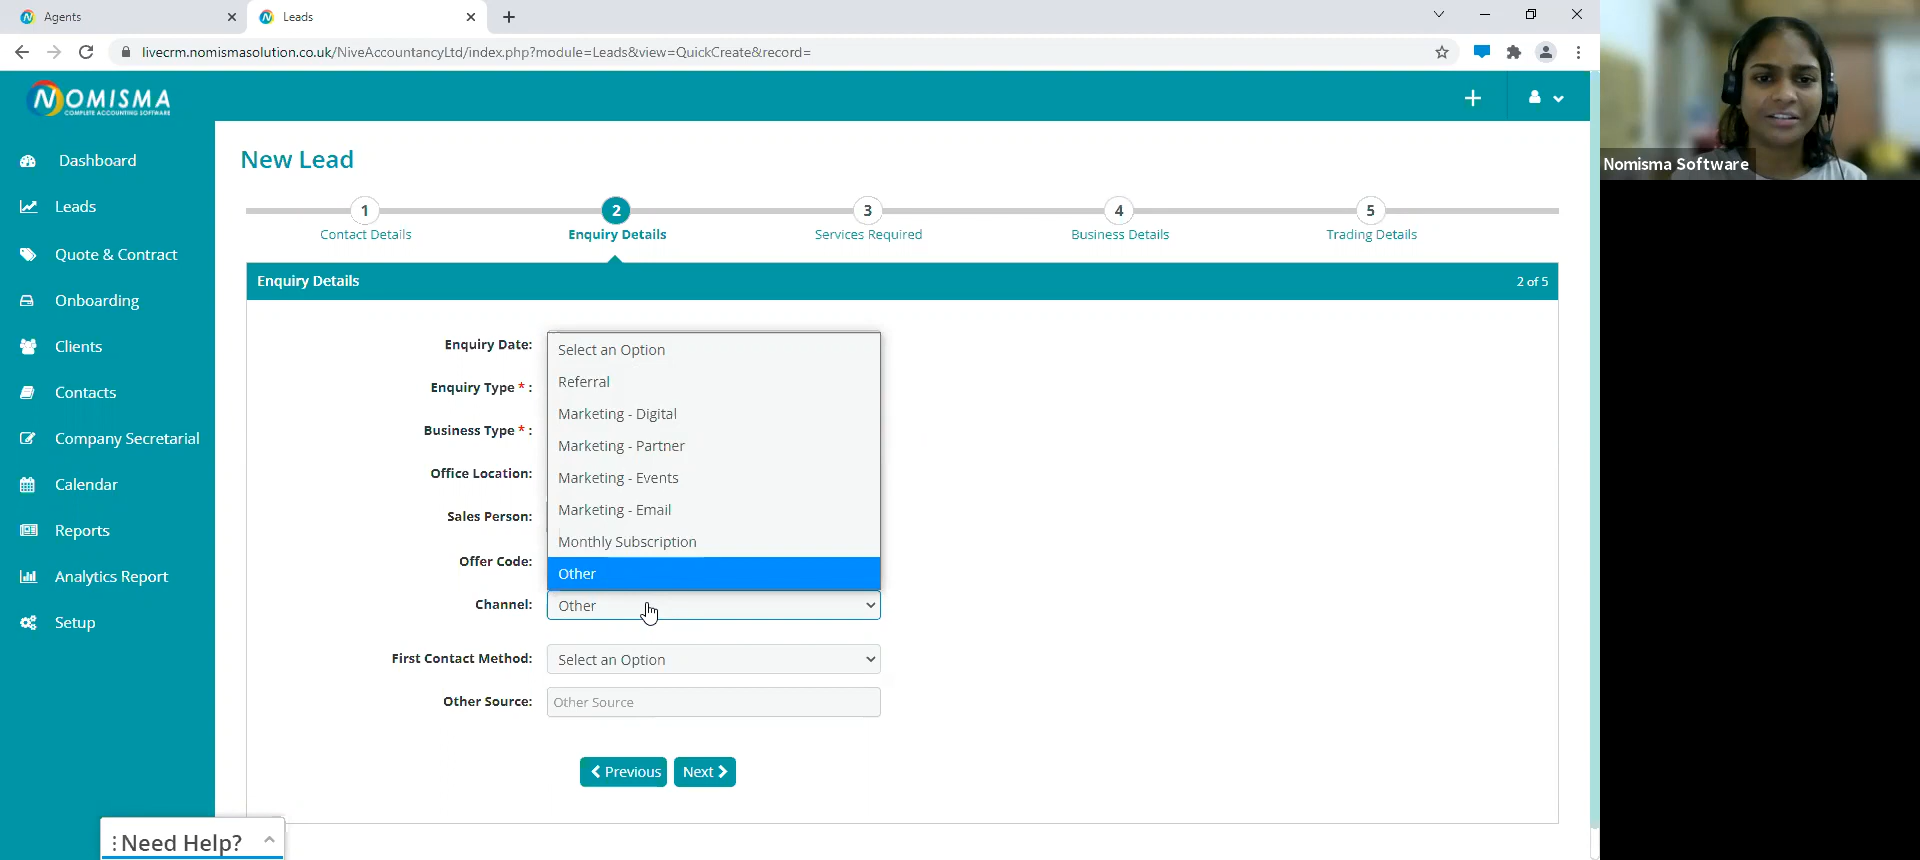 Agents
Leads
livecrm.nomismasolution.co.uk/NiveAccountancyLtd/index.php?module=Leads&view=QuickCreate&record=
NOMISMA
COMPLETE ACCOUNTING SOFTWARE
Dashboard
Leads
Quote & Contract
Onboarding
Clients
Contacts
Company Secretarial
Calendar
Reports
Analytics Report
Setup
New Lead
1
2
3
4
5
Contact Details
Enquiry Details
Services Required
Business Details
Trading Details
Enquiry Details
2 of 5
Enquiry Date:
Enquiry Type * :
Business Type * :
Office Location:
Sales Person:
Offer Code:
Select an Option
Referral
Marketing - Digital
Marketing - Partner
Marketing - Events
Marketing - Email
Monthly Subscription
Other
Channel: Other
First Contact Method: Select an Option
Other Source: Other Source
Previous
Next
Need Help?
Nomisma Software